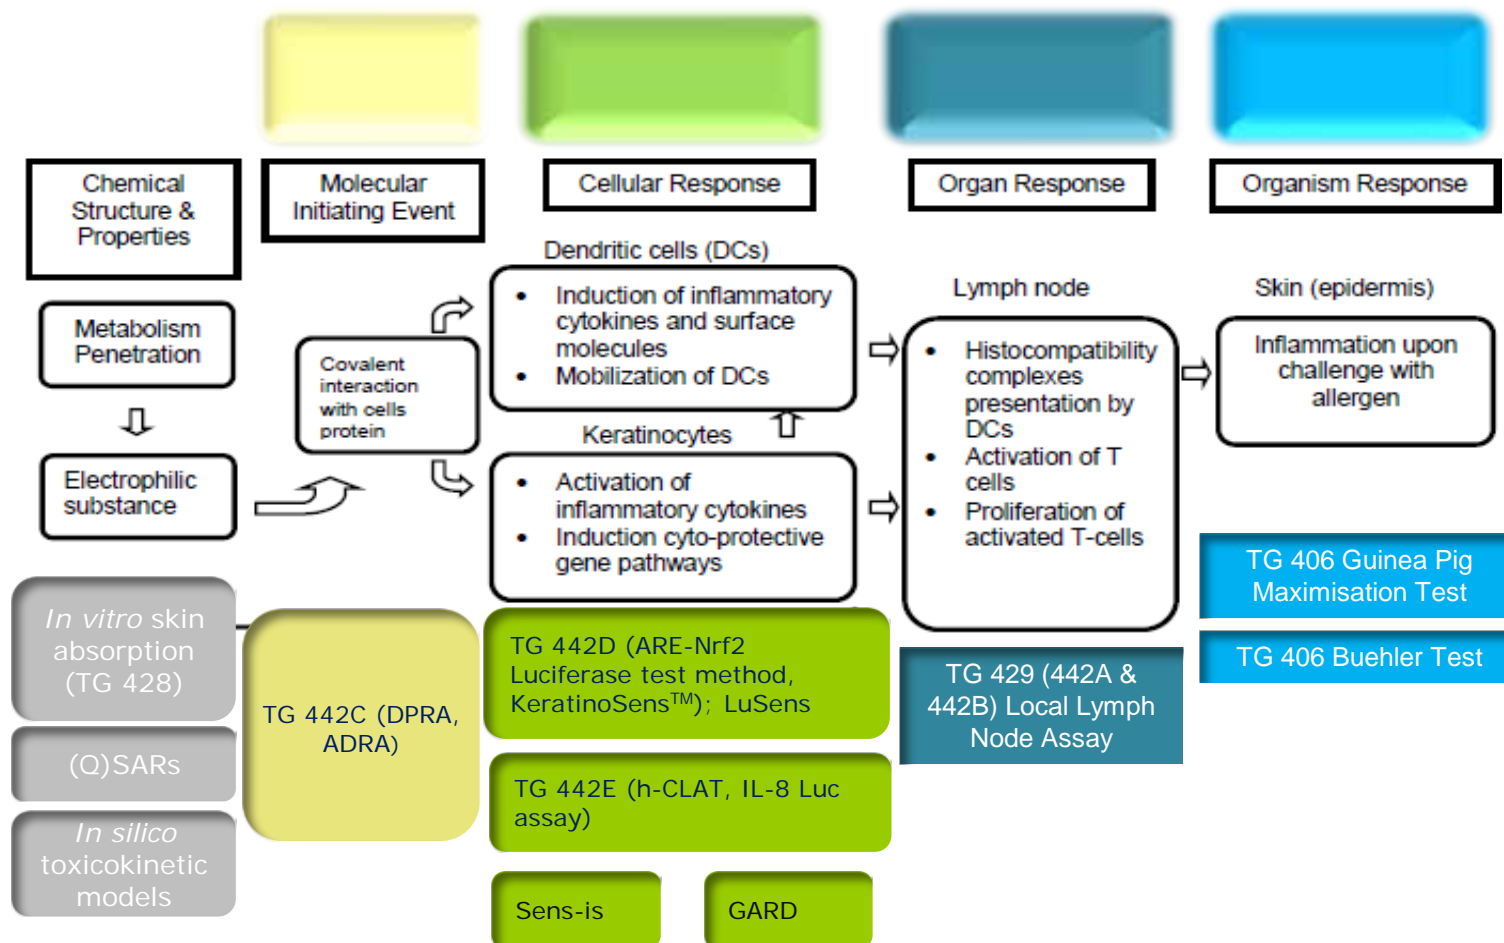 Chemical
Structure &
Properties
Molecular
Initiating Event
Cellular Response
Organ Response
Organism Response
Metabolism
Penetration
Electrophilic
substance
Covalent
interaction
with cells
protein
Dendritic cells (DCs)
• Induction of inflammatory
cytokines and surface
molecules
• Mobilization of DCs
Keratinocytes
• Activation of
inflammatory cytokines
• Induction cyto-protective
gene pathways
Lymph node
• Histocompatibility
complexes
presentation by
DCs
• Activation of T
cells
• Proliferation of
activated T-cells
Skin (epidermis)
Inflammation upon
challenge with
allergen
In vitro skin
absorption
(TG 428)
(Q)SARs
In silico
toxicokinetic
models
TG 442C (DPRA,
ADRA)
TG 442D (ARE-Nrf2
Luciferase test method,
KeratinoSens™); LuSens
TG 442E (h-CLAT, IL-8 Luc
assay)
Sens-is
GARD
TG 429 (442A &
442B) Local Lymph
Node Assay
TG 406 Guinea Pig
Maximisation Test
TG 406 Buehler Test